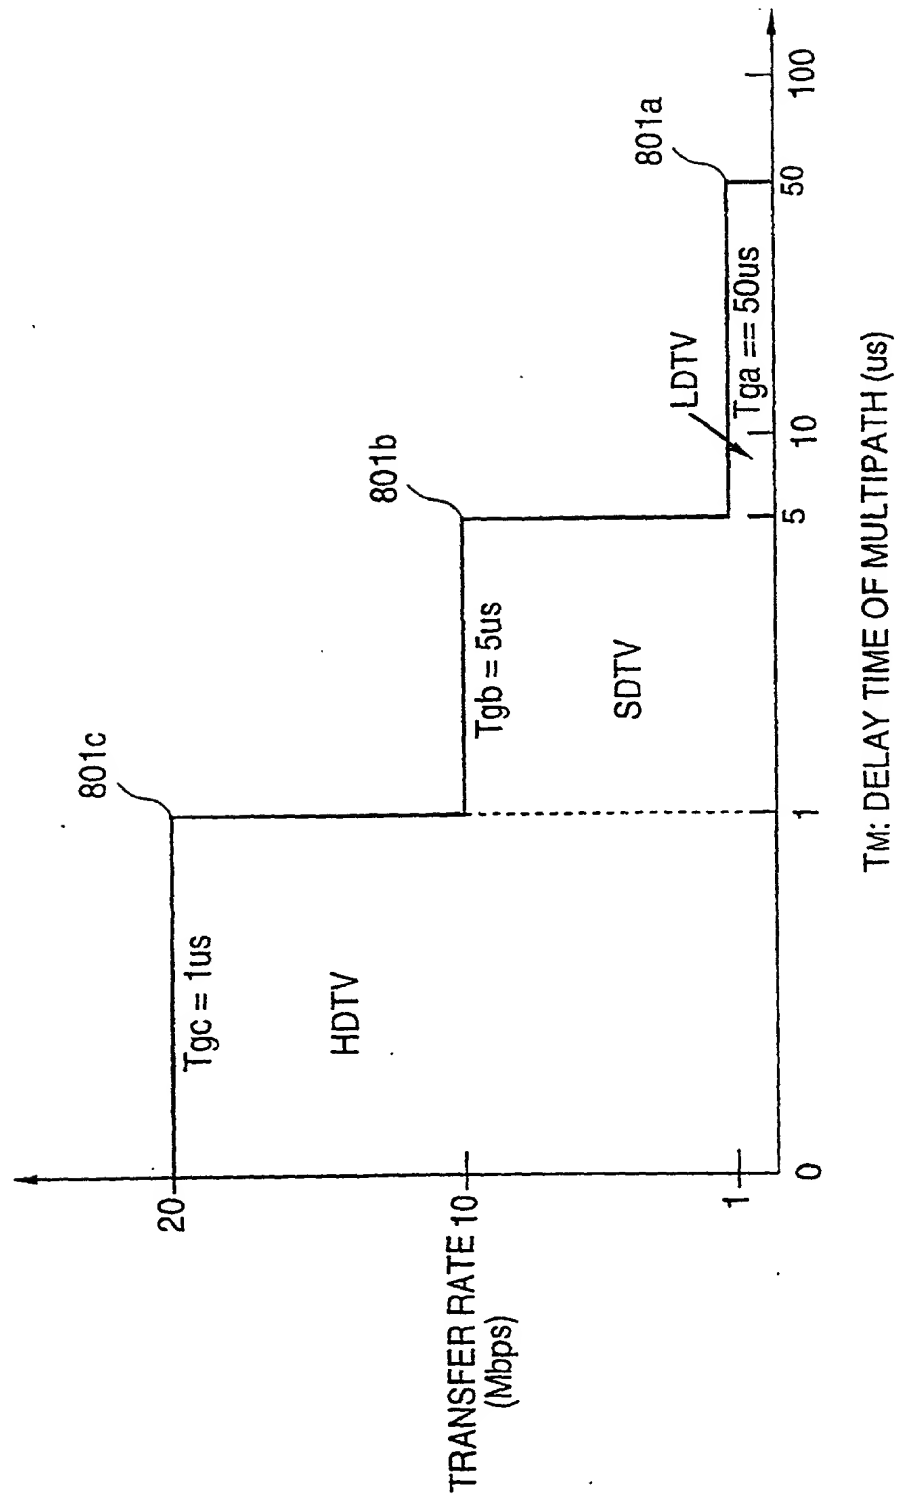 801c
20
Tgc = 1us
HDTV
801b
TRANSFER RATE
(Mbps)
10
Tgb = 5us
SDTV
801a
LDTV
Tga == 50us
1
0
1
5
10
50
100
TM: DELAY TIME OF MULTIPATH (us)